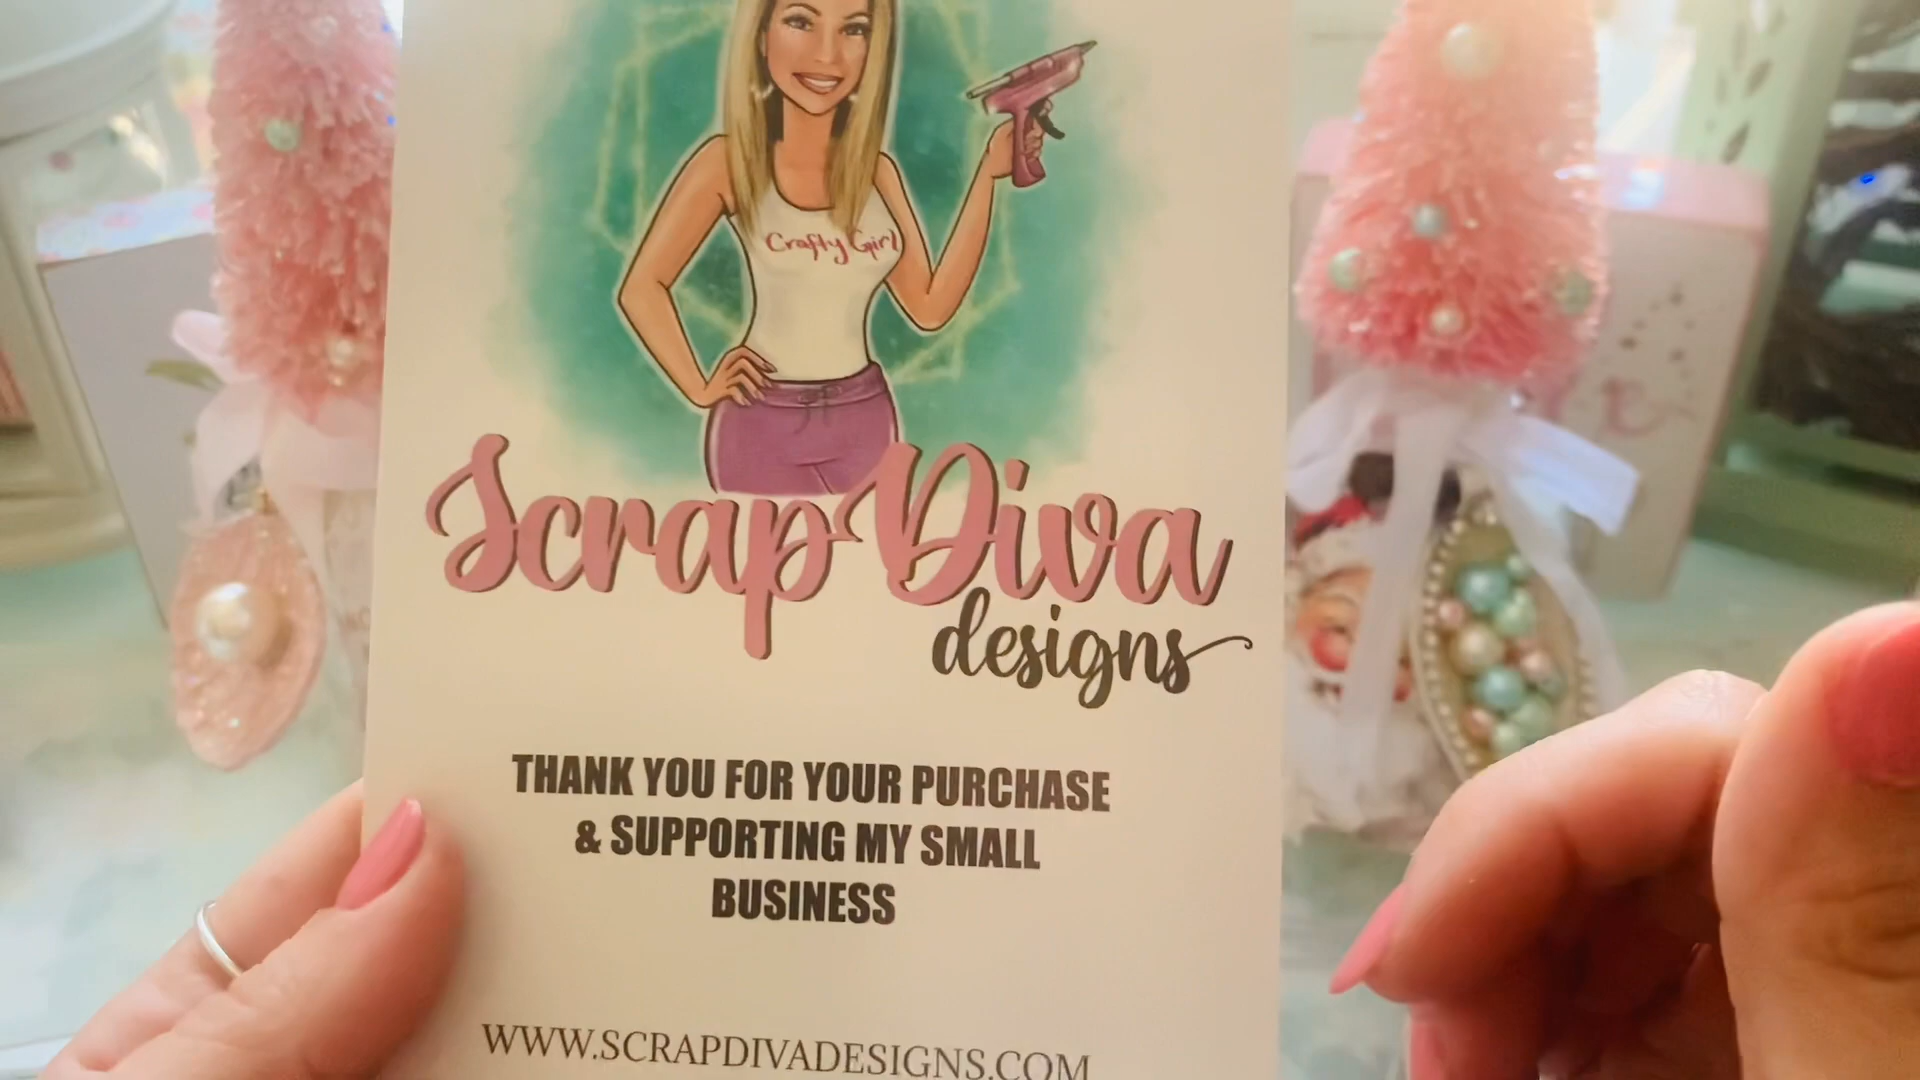 Crafty Girl
Scrap Diva
designs
THANK YOU FOR YOUR PURCHASE
& SUPPORTING MY SMALL
BUSINESS
WWW.SCRAPDIVADESIGNS.COM